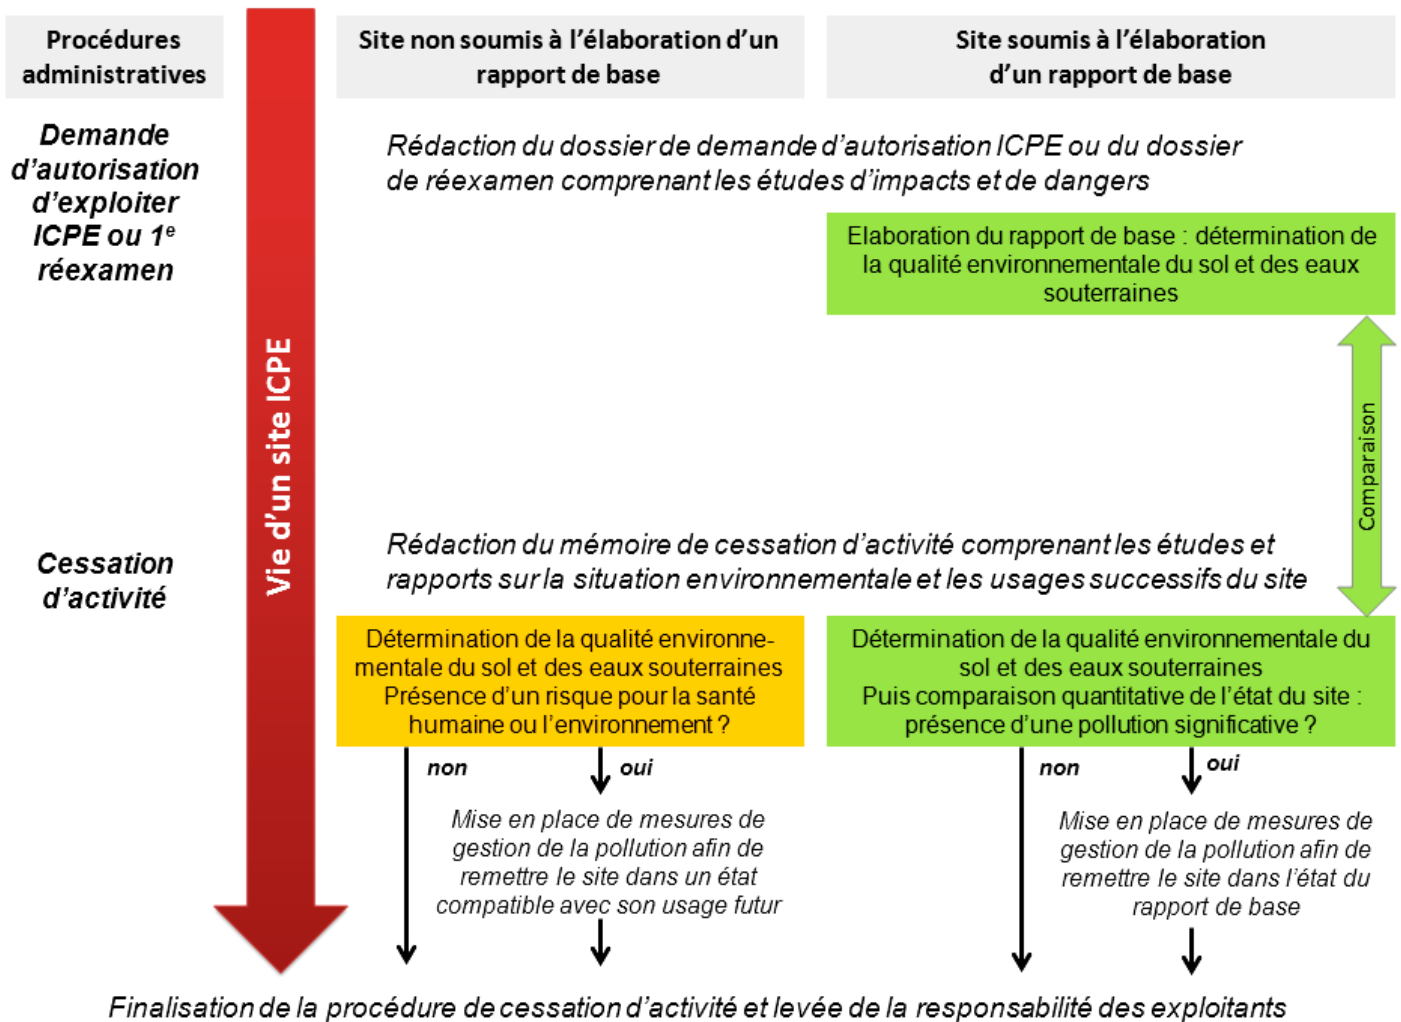 Procédures
administratives
Site non soumis à l’élaboration d’un
rapport de base
Site soumis à l’élaboration
d’un rapport de base
Vie d’un site ICPE
Demande
d’autorisation
d’exploiter
ICPE ou 1e
réexamen
Rédaction du dossier de demande d’autorisation ICPE ou du dossier
de réexamen comprenant les études d’impacts et de dangers
Elaboration du rapport de base : détermination de
la qualité environnementale du sol et des eaux
souterraines
Comparaison
Cessation
d’activité
Rédaction du mémoire de cessation d’activité comprenant les études et
rapports sur la situation environnementale et les usages successifs du site
Détermination de la qualité environne-
mentale du sol et des eaux souterraines
Présence d’un risque pour la santé
humaine ou l’environnement ?
Détermination de la qualité environnementale du
sol et des eaux souterraines
Puis comparaison quantitative de l’état du site :
présence d’une pollution significative ?
non
oui
non
oui
Mise en place de mesures de
gestion de la pollution afin de
remettre le site dans un état
compatible avec son usage futur
Mise en place de mesures de
gestion de la pollution afin de
remettre le site dans l’état du
rapport de base
Finalisation de la procédure de cessation d’activité et levée de la responsabilité des exploitants